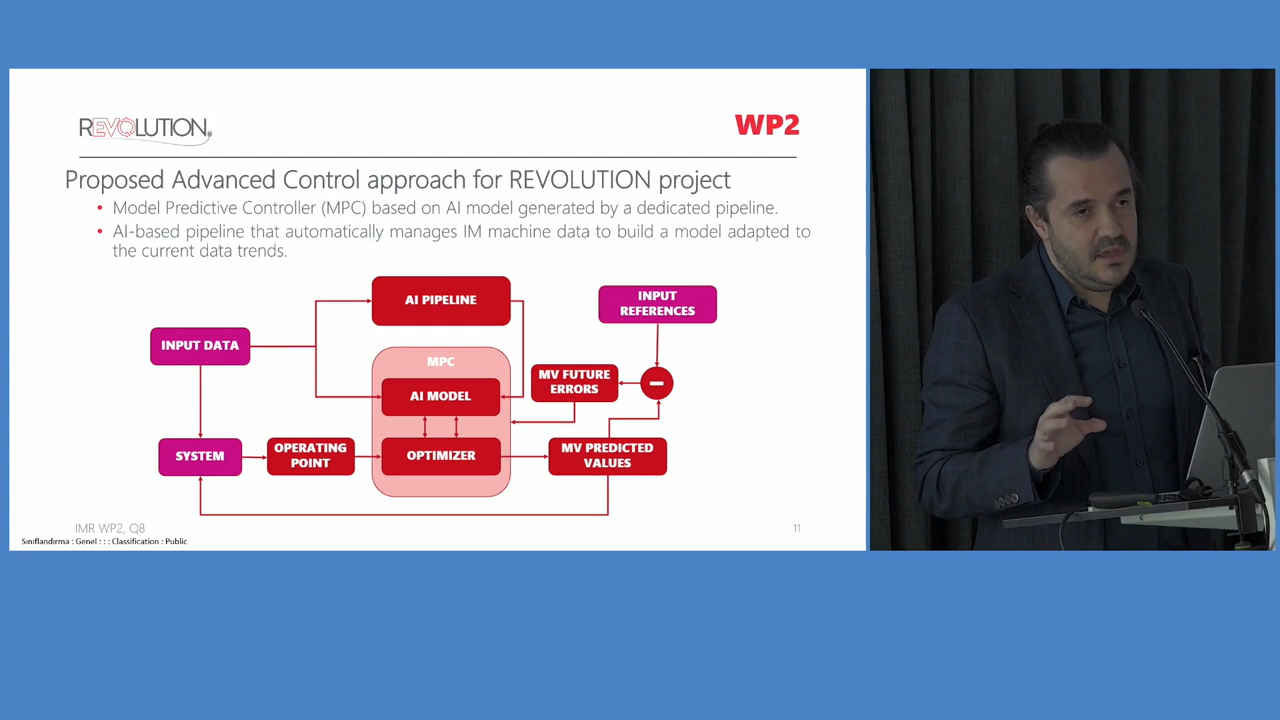 REVOLUTION
WP2
Proposed Advanced Control approach for REVOLUTION project
• Model Predictive Controller (MPC) based on AI model generated by a dedicated pipeline.
• AI-based pipeline that automatically manages IM machine data to build a model adapted to
the current data trends.
AI PIPELINE
INPUT
REFERENCES
INPUT DATA
MPC
AI MODEL
MV FUTURE
ERRORS
SYSTEM
OPERATING
POINT
OPTIMIZER
MV PREDICTED
VALUES
IMR WP2, Q8
11
Sınıflandırma : Genel : : : Classification : Public